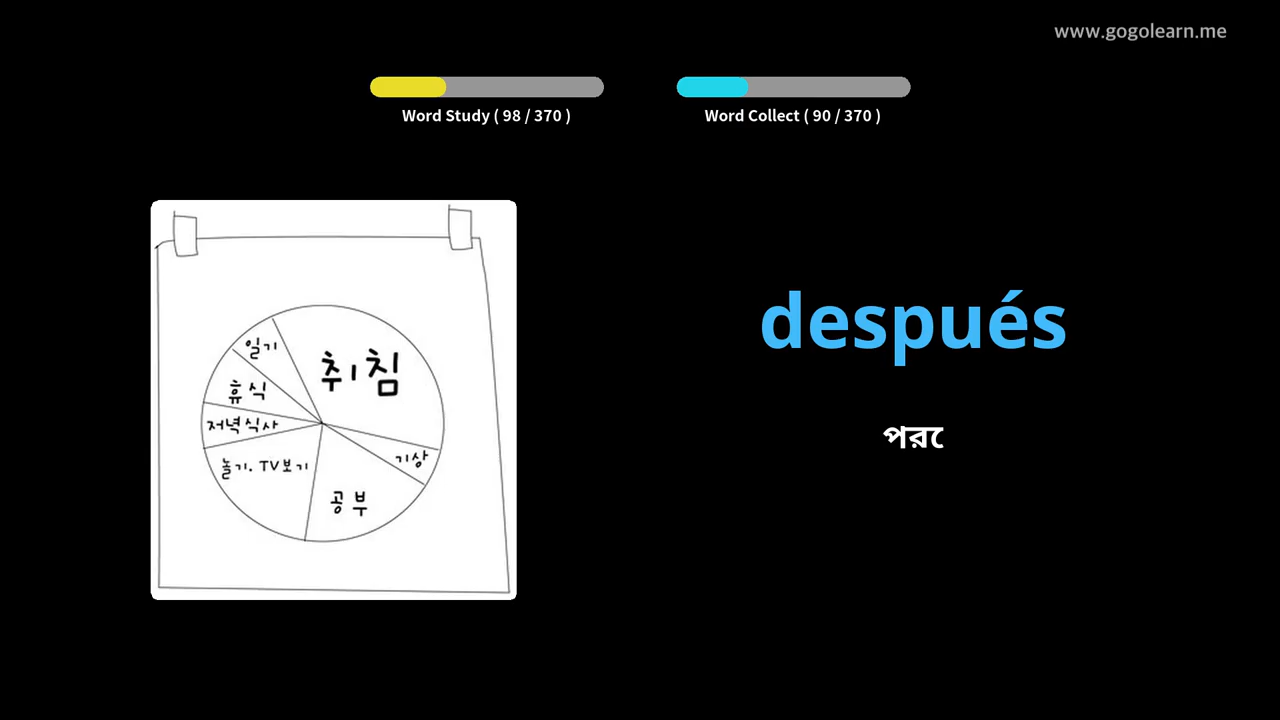 www.gogolearn.me
Word Study ( 98 / 370 )
Word Collect ( 90 / 370 )
일기
취침
휴식
저녁식사
놀기. TV보기
기상
공부
después
পরে